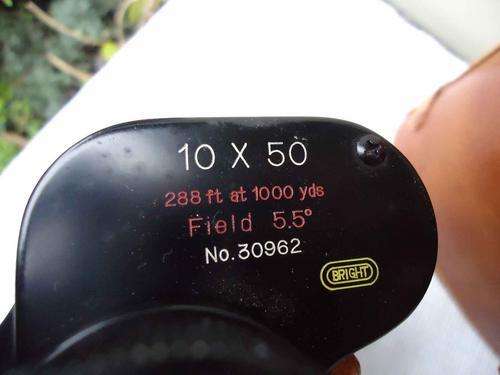 10 X 50
288 ft at 1000 yds
Field 5.5°
No.30962
BRIGHT